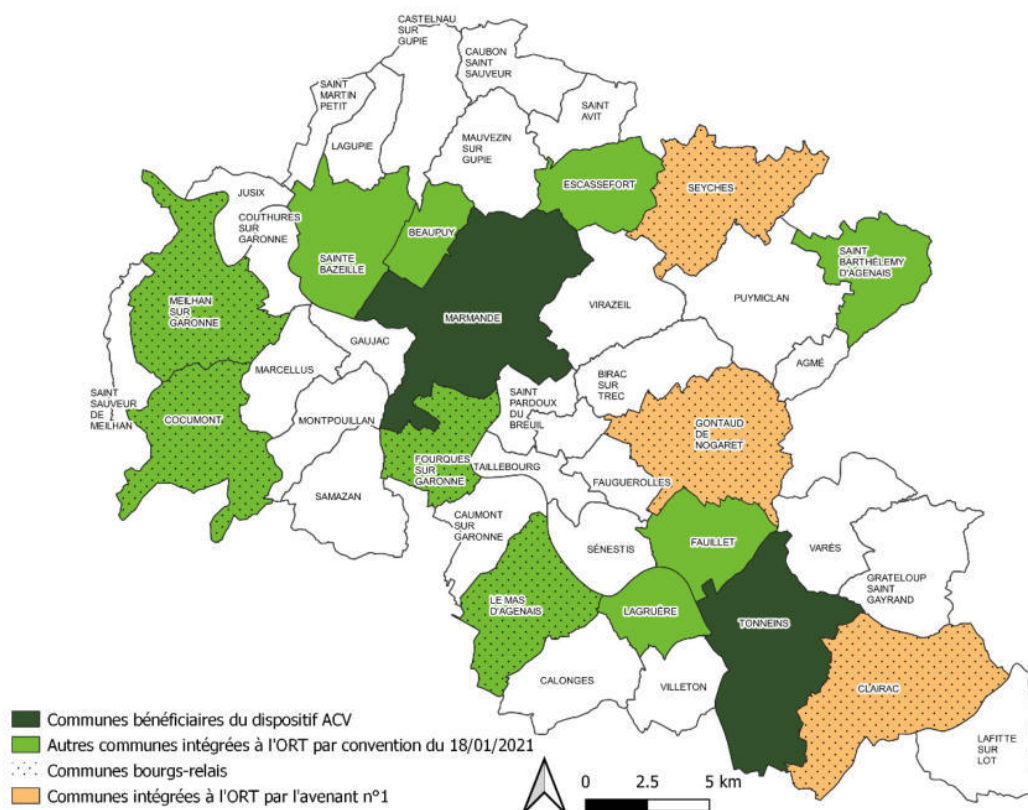 CASTELNAU
SUR
GUPIE
CAUBON
SAINT
SAUVEUR
SAINT
MARTIN
PETIT
SAINT
AVIT
LAGUPIE
MAUVEZIN
SUR
GUPIE
ESCASSEFORT
SEYCHES
JUSIX
COUTHURES
SUR
GARONNE
BEAUPUY
SAINTE
BAZEILLE
SAINT
BARTHÉLEMY
D'AGENAIS
MEILHAN
SUR
GARONNE
MARMANDE
VIRAZEIL
PUYMICLAN
GAUJAC
MARCELLUS
AGMÉ
BIRAC
SUR
TREC
SAINT
SAUVEUR
DE
MEILHAN
COCUMONT
MONTPOUILLAN
SAINT
PARDOUX
DU
BREUIL
GONTAUD
DE
NOGARET
FOURQUES
SUR
GARONNE
TAILLEBOURG
FAUGUEROLLES
SAMAZAN
CAUMONT
SUR
GARONNE
SÉNESTIS
FAUILLET
VARÈS
GRATELOUP
SAINT
GAYRAND
LE MAS
D'AGENAIS
LAGRUÈRE
TONNEINS
CALONGES
VILLETON
CLAIRAC
LAFITTE
SUR
LOT
Communes bénéficiaires du dispositif ACV
Autres communes intégrées à l'ORT par convention du 18/01/2021
Communes bourgs-relais
Communes intégrées à l'ORT par l'avenant n°1
0 2.5 5 km